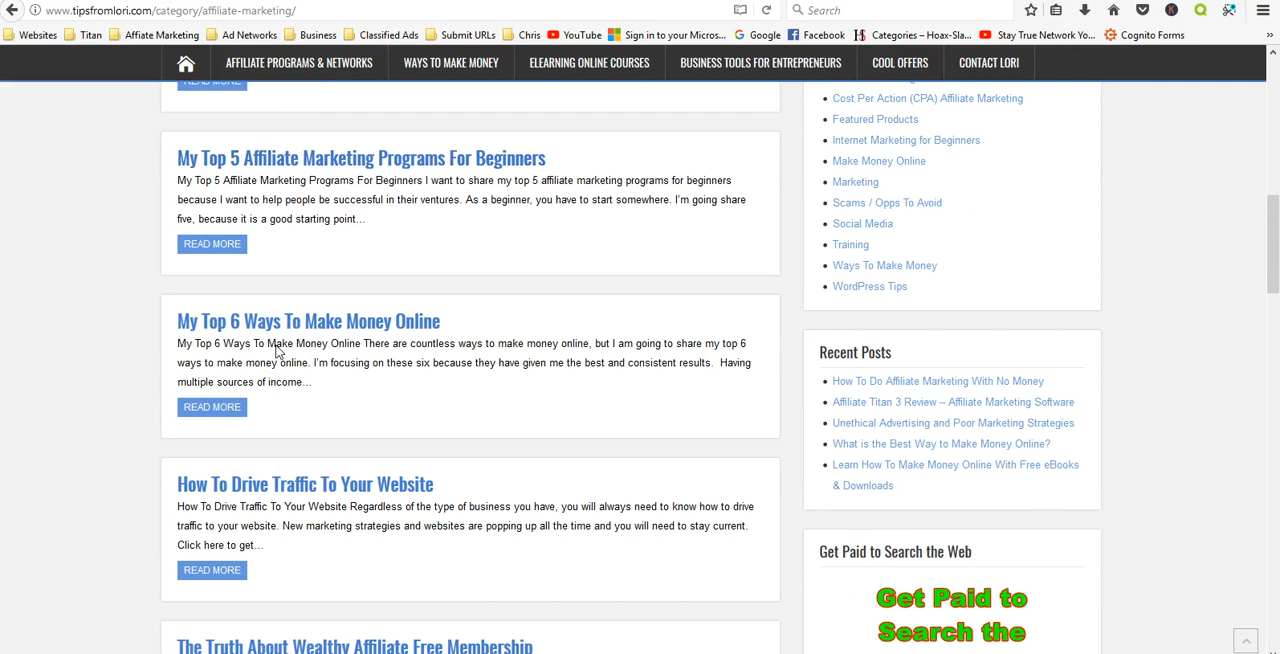 www.tipsfromlori.com/category/affiliate-marketing/
Search
Websites Titan Affiate Marketing Ad Networks Business Classified Ads Submit URLs Chris YouTube Sign in to your Micros... Google Facebook Categories – Hoax-Sla... Stay True Network Yo... Cognito Forms
AFFILIATE PROGRAMS & NETWORKS WAYS TO MAKE MONEY ELEARNING ONLINE COURSES BUSINESS TOOLS FOR ENTREPRENEURS COOL OFFERS CONTACT LORI
READ MORE
My Top 5 Affiliate Marketing Programs For Beginners
My Top 5 Affiliate Marketing Programs For Beginners I want to share my top 5 affiliate marketing programs for beginners
because I want to help people be successful in their ventures. As a beginner, you have to start somewhere. I'm going share
five, because it is a good starting point…
READ MORE
My Top 6 Ways To Make Money Online
My Top 6 Ways To Make Money Online There are countless ways to make money online, but I am going to share my top 6
ways to make money online. I'm focusing on these six because they have given me the best and consistent results. Having
multiple sources of income…
READ MORE
How To Drive Traffic To Your Website
How To Drive Traffic To Your Website Regardless of the type of business you have, you will always need to know how to drive
traffic to your website. New marketing strategies and websites are popping up all the time and you will need to stay current.
Click here to get…
READ MORE
The Truth About Wealthy Affiliate Free Membership
Cost Per Action (CPA) Affiliate Marketing
Featured Products
Internet Marketing for Beginners
Make Money Online
Marketing
Scams / Opps To Avoid
Social Media
Training
Ways To Make Money
WordPress Tips
Recent Posts
How To Do Affiliate Marketing With No Money
Affiliate Titan 3 Review – Affiliate Marketing Software
Unethical Advertising and Poor Marketing Strategies
What is the Best Way to Make Money Online?
Learn How To Make Money Online With Free eBooks
& Downloads
Get Paid to Search the Web
Get Paid to
Search the